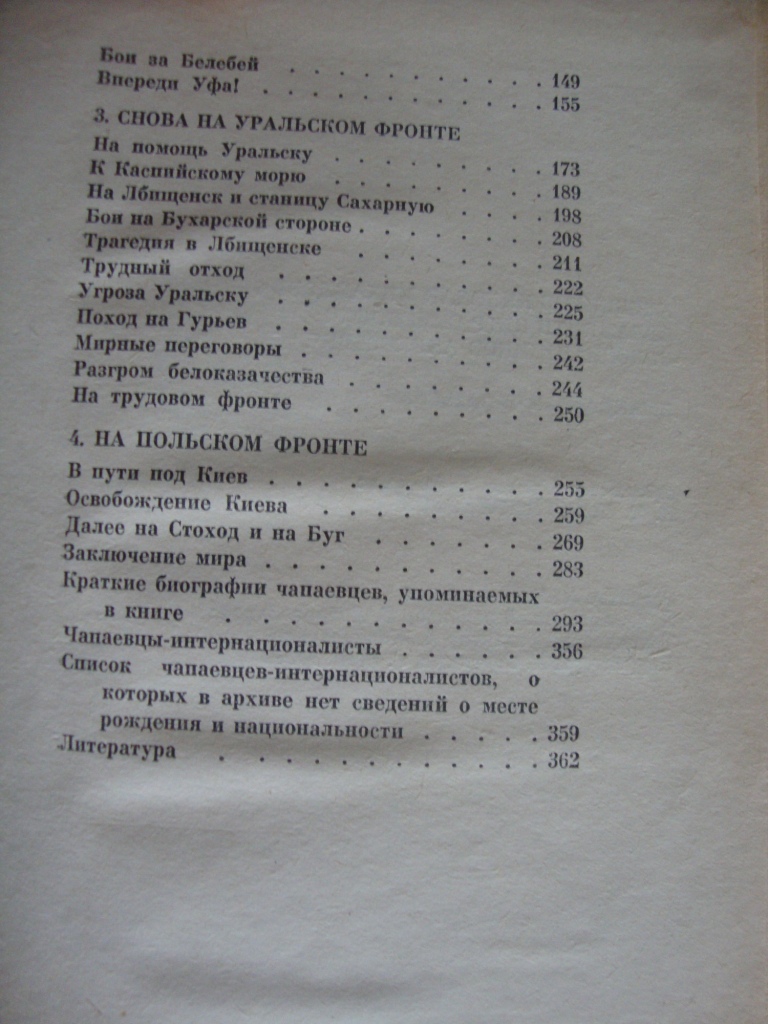 Бои за Белебей . . . . . . . . . . . 149
Впереди Уфа! . . . . . . . . . . . . 155
3. СНОВА НА УРАЛЬСКОМ ФРОНТЕ
На помощь Уральску . . . . . . . . . 173
К Каспийскому морю . . . . . . . . . 189
На Лбищенск и станицу Сахарную . . . . 198
Бои на Бухарской стороне . . . . . . . . 208
Трагедия в Лбищенске . . . . . . . . 211
Трудный отход . . . . . . . . . . . 222
Угроза Уральску . . . . . . . . . . . 225
Поход на Гурьев . . . . . . . . . . . 231
Мирные переговоры . . . . . . . . . . 242
Разгром белоказачества . . . . . . . . 244
На трудовом фронте . . . . . . . . . 250
4. НА ПОЛЬСКОМ ФРОНТЕ
В пути под Киев . . . . . . . . . . . 255
Освобождение Киева . . . . . . . . . 259
Далее на Стоход и на Буг . . . . . . . 269
Заключение мира . . . . . . . . . . . 283
Краткие биографии чапаевцев, упоминаемых
в книге . . . . . . . . . . . . . 293
Чапаевцы-интернационалисты . . . . . . 356
Список чапаевцев-интернационалистов, о
которых в архиве нет сведений о месте
рождения и национальности . . . . . 359
Литература . . . . . . . . . . . . . 362